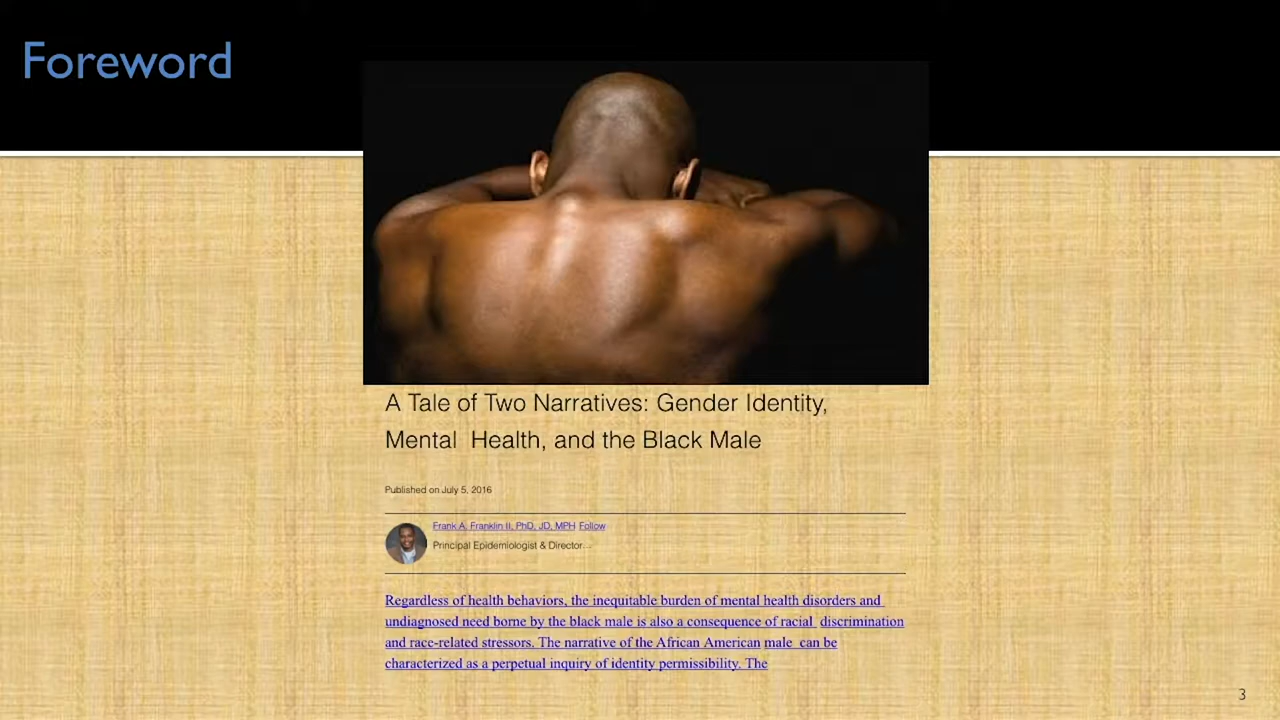 Foreword
A Tale of Two Narratives: Gender Identity,
Mental Health, and the Black Male
Published on July 5, 2016
Frank A. Franklin II, PhD, JD, MPH Follow
Principal Epidemiologist & Director...
Regardless of health behaviors, the inequitable burden of mental health disorders and
undiagnosed need borne by the black male is also a consequence of racial discrimination
and race-related stressors. The narrative of the African American male can be
characterized as a perpetual inquiry of identity permissibility. The
3